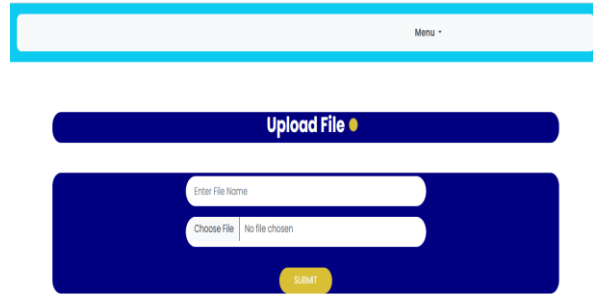 Menu
Upload File
Enter File Name
Choose File No file chosen
SUBMIT